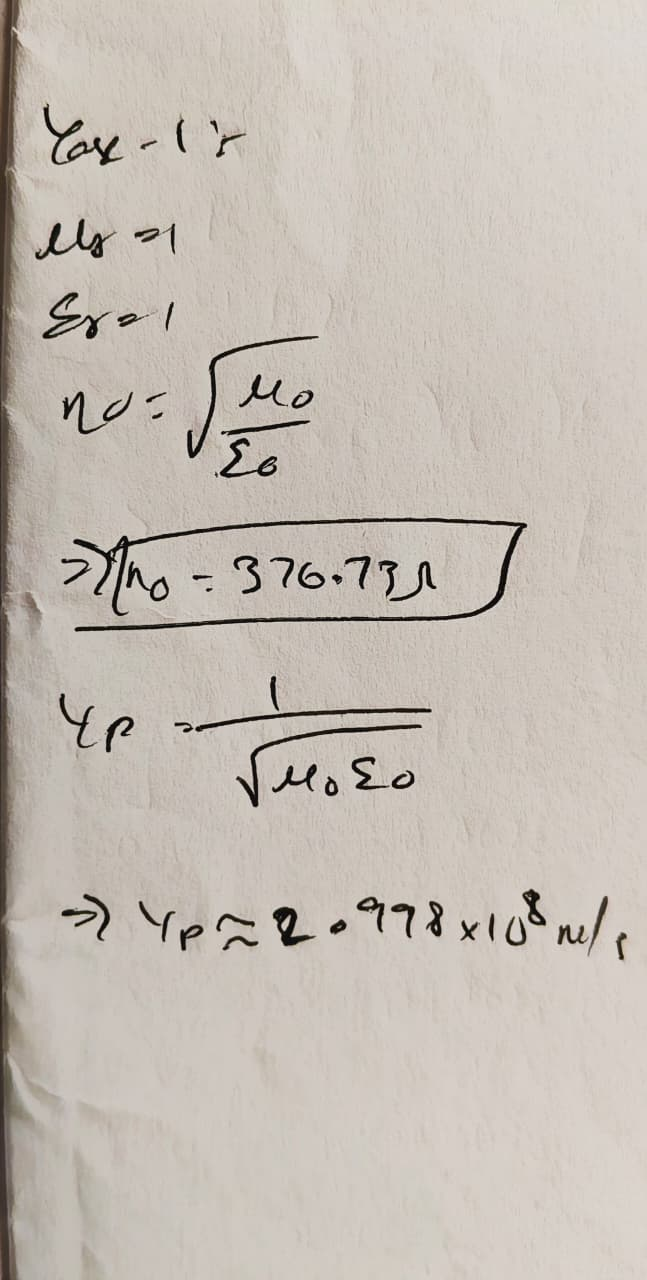 Case - 1 :-
μr = 1
εr = 1
η0 = √(μ0/ε0)
⇒ η0 = 376.73Ω
Vp = 1/√(μ0ε0)
⇒ Vp ≈ 2.998 × 10⁸ m/s